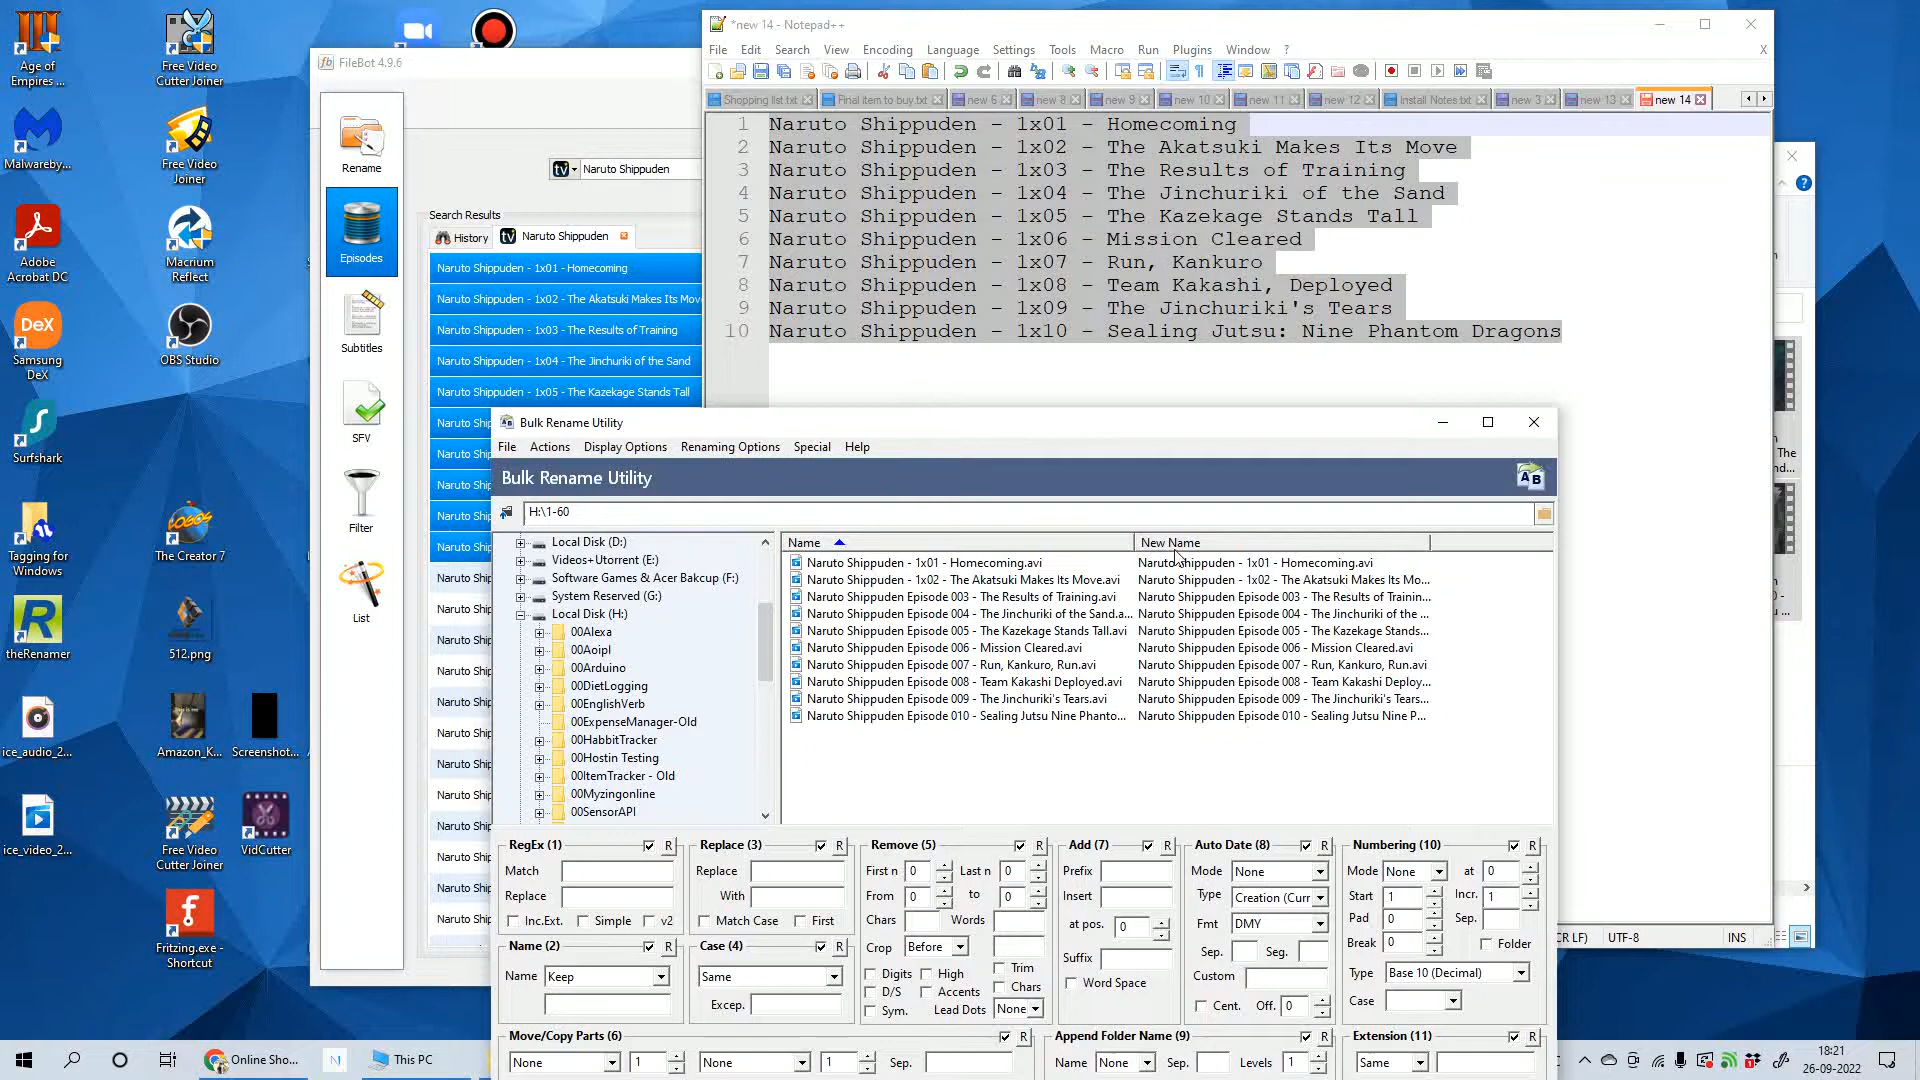 Age of
Empires ...
Free Video
Cutter Joiner
Malwareby...
Free Video
Joiner
Adobe
Acrobat DC
Macrium
Reflect
DeX
Samsung
DeX
OBS Studio
Surfshark
Tagging for
Windows
The Creator 7
theRenamer
512.png
ice_audio_2...
Amazon_K...
Screenshot...
ice_video_2...
Free Video
Cutter Joiner
VidCutter
Fritzing.exe -
Shortcut
FileBot 4.9.6
Rename
Episodes
Subtitles
SFV
Filter
List
Naruto Shippuden
Search Results
History
Naruto Shippuden
Naruto Shippuden - 1x01 - Homecoming
Naruto Shippuden - 1x02 - The Akatsuki Makes Its Mov
Naruto Shippuden - 1x03 - The Results of Training
Naruto Shippuden - 1x04 - The Jinchuriki of the Sand
Naruto Shippuden - 1x05 - The Kazekage Stands Tall
*new 14 - Notepad++
File Edit Search View Encoding Language Settings Tools Macro Run Plugins Window ?
Shopping list.txt Final item to buy.txt new 6 new 8 new 9 new 10 new 11 new 12 Install Notes.txt new 3 new 13 new 14
1 Naruto Shippuden - 1x01 - Homecoming
2 Naruto Shippuden - 1x02 - The Akatsuki Makes Its Move
3 Naruto Shippuden - 1x03 - The Results of Training
4 Naruto Shippuden - 1x04 - The Jinchuriki of the Sand
5 Naruto Shippuden - 1x05 - The Kazekage Stands Tall
6 Naruto Shippuden - 1x06 - Mission Cleared
7 Naruto Shippuden - 1x07 - Run, Kankuro
8 Naruto Shippuden - 1x08 - Team Kakashi, Deployed
9 Naruto Shippuden - 1x09 - The Jinchuriki's Tears
10 Naruto Shippuden - 1x10 - Sealing Jutsu: Nine Phantom Dragons
UTF-8 INS
Bulk Rename Utility
File Actions Display Options Renaming Options Special Help
Bulk Rename Utility
H:\1-60
Local Disk (D:)
Videos+Utorrent (E:)
Software Games & Acer Bakcup (F:)
System Reserved (G:)
Local Disk (H:)
00Alexa
00Aoipl
00Arduino
00DietLogging
00EnglishVerb
00ExpenseManager-Old
00HabbitTracker
00Hostin Testing
00ItemTracker - Old
00Myzingonline
00SensorAPI
Name New Name
Naruto Shippuden - 1x01 - Homecoming.avi Naruto Shippuden - 1x01 - Homecoming.avi
Naruto Shippuden - 1x02 - The Akatsuki Makes Its Move.avi Naruto Shippuden - 1x02 - The Akatsuki Makes Its Mo...
Naruto Shippuden Episode 003 - The Results of Training.avi Naruto Shippuden Episode 003 - The Results of Trainin...
Naruto Shippuden Episode 004 - The Jinchuriki of the Sand.a... Naruto Shippuden Episode 004 - The Jinchuriki of the ...
Naruto Shippuden Episode 005 - The Kazekage Stands Tall.avi Naruto Shippuden Episode 005 - The Kazekage Stands...
Naruto Shippuden Episode 006 - Mission Cleared.avi Naruto Shippuden Episode 006 - Mission Cleared.avi
Naruto Shippuden Episode 007 - Run, Kankuro, Run.avi Naruto Shippuden Episode 007 - Run, Kankuro, Run.avi
Naruto Shippuden Episode 008 - Team Kakashi Deployed.avi Naruto Shippuden Episode 008 - Team Kakashi Deploy...
Naruto Shippuden Episode 009 - The Jinchuriki's Tears.avi Naruto Shippuden Episode 009 - The Jinchuriki's Tears...
Naruto Shippuden Episode 010 - Sealing Jutsu Nine Phanto... Naruto Shippuden Episode 010 - Sealing Jutsu Nine P...
RegEx (1) R
Match
Replace
Inc.Ext. Simple v2
Name (2) R
Name Keep
Replace (3) R
Replace
With
Match Case First
Case (4) R
Same
Excep.
Remove (5) R
First n 0 Last n 0
From 0 to 0
Chars Words
Crop Before
Digits High Trim
D/S Accents Chars
Sym. Lead Dots None
Add (7) R
Prefix
Insert
at pos. 0
Suffix
Word Space
Auto Date (8) R
Mode None
Type Creation (Curr
Fmt DMY
Sep. Seg.
Custom
Cent. Off. 0
Numbering (10) R
Mode None at 0
Start 1 Incr. 1
Pad 0 Sep.
Break 0 Folder
Type Base 10 (Decimal)
Case
Move/Copy Parts (6) R
None 1 None 1 Sep.
Append Folder Name (9) R
Name None Sep. Levels 1
Extension (11) R
Same
Online Sho...
This PC
18:21
26-09-2022